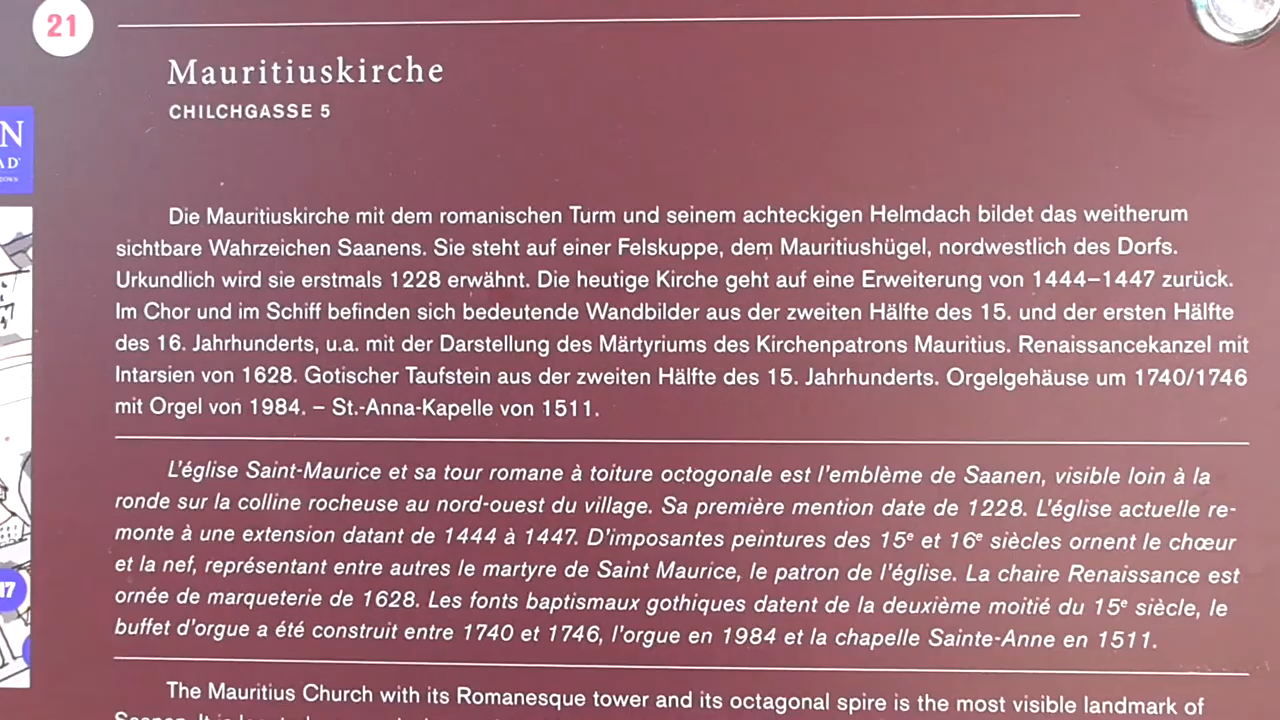 21
Mauritiuskirche
CHILCHGASSE 5
N
AD
Die Mauritiuskirche mit dem romanischen Turm und seinem achteckigen Helmdach bildet das weitherum
sichtbare Wahrzeichen Saanens. Sie steht auf einer Felskuppe, dem Mauritiushügel, nordwestlich des Dorfs.
Urkundlich wird sie erstmals 1228 erwähnt. Die heutige Kirche geht auf eine Erweiterung von 1444–1447 zurück.
Im Chor und im Schiff befinden sich bedeutende Wandbilder aus der zweiten Hälfte des 15. und der ersten Hälfte
des 16. Jahrhunderts, u.a. mit der Darstellung des Märtyriums des Kirchenpatrons Mauritius. Renaissancekanzel mit
Intarsien von 1628. Gotischer Taufstein aus der zweiten Hälfte des 15. Jahrhunderts. Orgelgehäuse um 1740/1746
mit Orgel von 1984. – St.-Anna-Kapelle von 1511.
L'église Saint-Maurice et sa tour romane à toiture octogonale est l'emblème de Saanen, visible loin à la
ronde sur la colline rocheuse au nord-ouest du village. Sa première mention date de 1228. L'église actuelle re-
monte à une extension datant de 1444 à 1447. D'imposantes peintures des 15e et 16e siècles ornent le chœur
et la nef, représentant entre autres le martyre de Saint Maurice, le patron de l'église. La chaire Renaissance est
ornée de marqueterie de 1628. Les fonts baptismaux gothiques datent de la deuxième moitié du 15e siècle, le
buffet d'orgue a été construit entre 1740 et 1746, l'orgue en 1984 et la chapelle Sainte-Anne en 1511.
17
The Mauritius Church with its Romanesque tower and its octagonal spire is the most visible landmark of